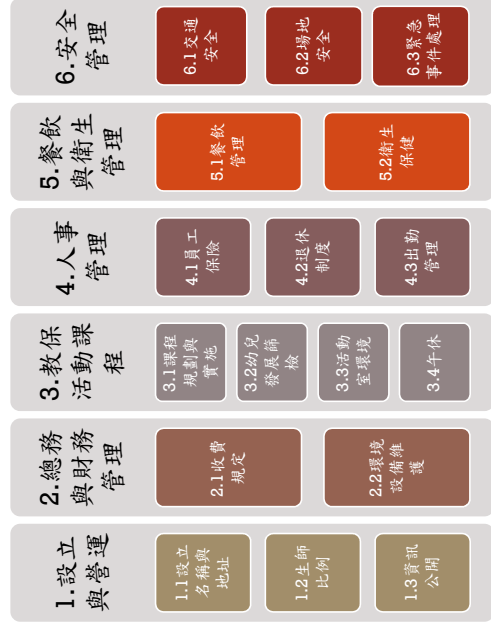 1.設立
與營運
1.1設立
名稱與
地址
1.2生師
比例
1.3資訊
公開
2.總務
與財務
管理
2.1收費
規定
2.2環境
設備維
護
3.教保
活動課
程
3.1課程
規劃與
實施
3.2幼兒
發展篩
檢
3.3活動
室環境
3.4午休
4.人事
管理
4.1員工
保險
4.2退休
制度
4.3出勤
管理
5.餐飲
與衛生
管理
5.1餐飲
管理
5.2衛生
保健
6.安全
管理
6.1交通
安全
6.2場地
安全
6.3緊急
事件處理